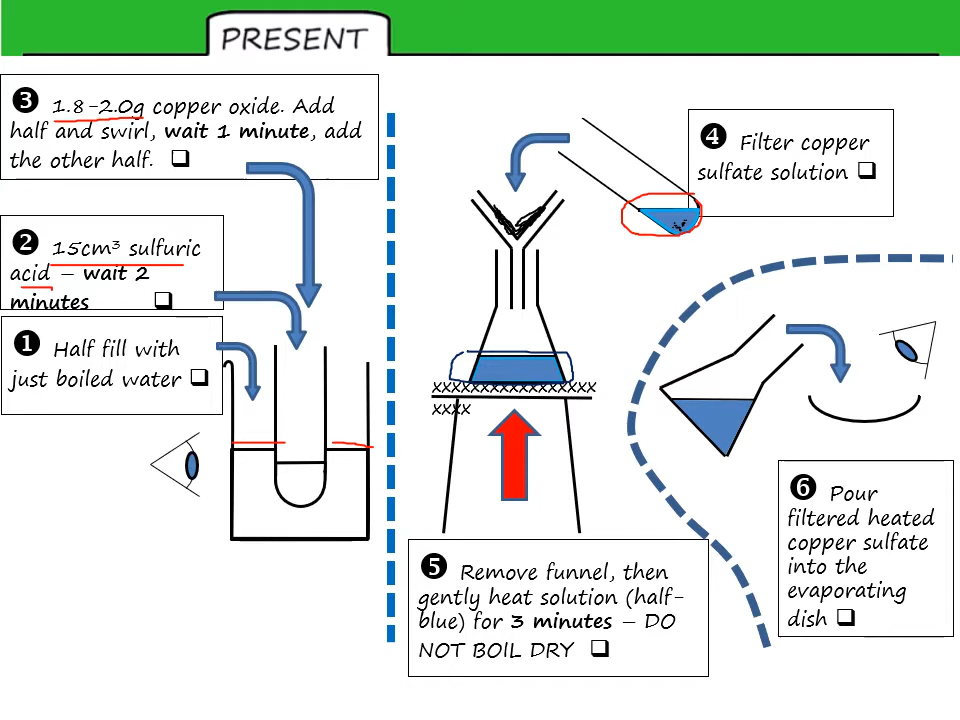 PRESENT
❸ 1.8-2.0g copper oxide. Add
half and swirl, wait 1 minute, add
the other half. ❑
❷ 15cm³ sulfuric
acid – wait 2
minutes ❑
❶ Half fill with
just boiled water ❑
❹ Filter copper
sulfate solution ❑
xxxxxxxxxxxxxxxxx
xxxx
❺ Remove funnel, then
gently heat solution (half-
blue) for 3 minutes – DO
NOT BOIL DRY ❑
❻ Pour
filtered heated
copper sulfate
into the
evaporating
dish ❑